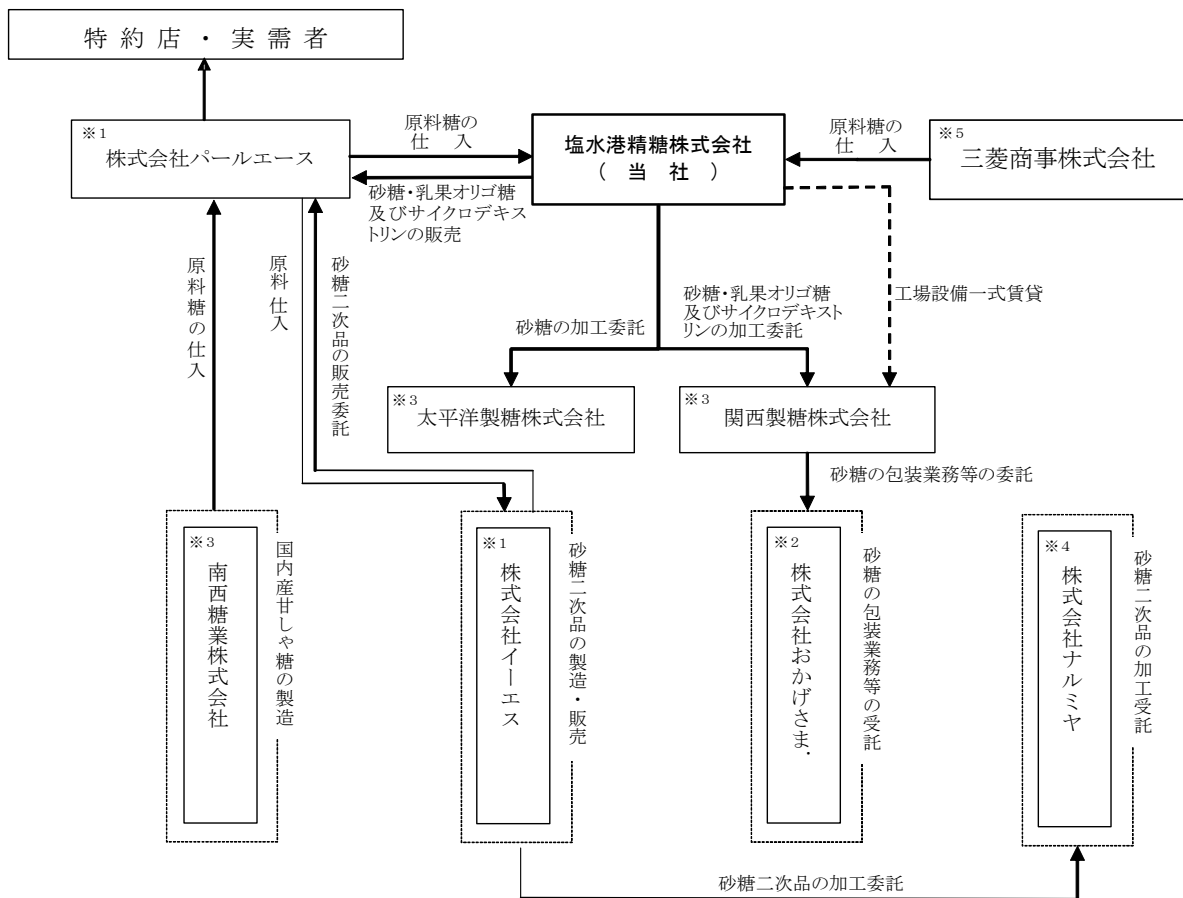 特約店・実需者
※1
株式会社パールエース
原料糖の
仕 入
塩水港精糖株式会社
( 当 社 )
原料糖の
仕 入
※5
三菱商事株式会社
砂糖・乳果オリゴ糖
及びサイクロデキス
トリンの販売
原料糖の仕入
原料仕入
砂糖二次品の販売委託
砂糖の加工委託
砂糖・乳果オリゴ糖
及びサイクロデキスト
リンの加工委託
工場設備一式賃貸
※3
太平洋製糖株式会社
※3
関西製糖株式会社
砂糖の包装業務等の委託
※3
南西糖業株式会社
国内産甘しゃ糖の製造
※1
株式会社イーエス
砂糖二次品の製造・販売
※2
株式会社おかげさま.
砂糖の包装業務等の受託
※4
株式会社ナルミヤ
砂糖二次品の加工受託
砂糖二次品の加工委託